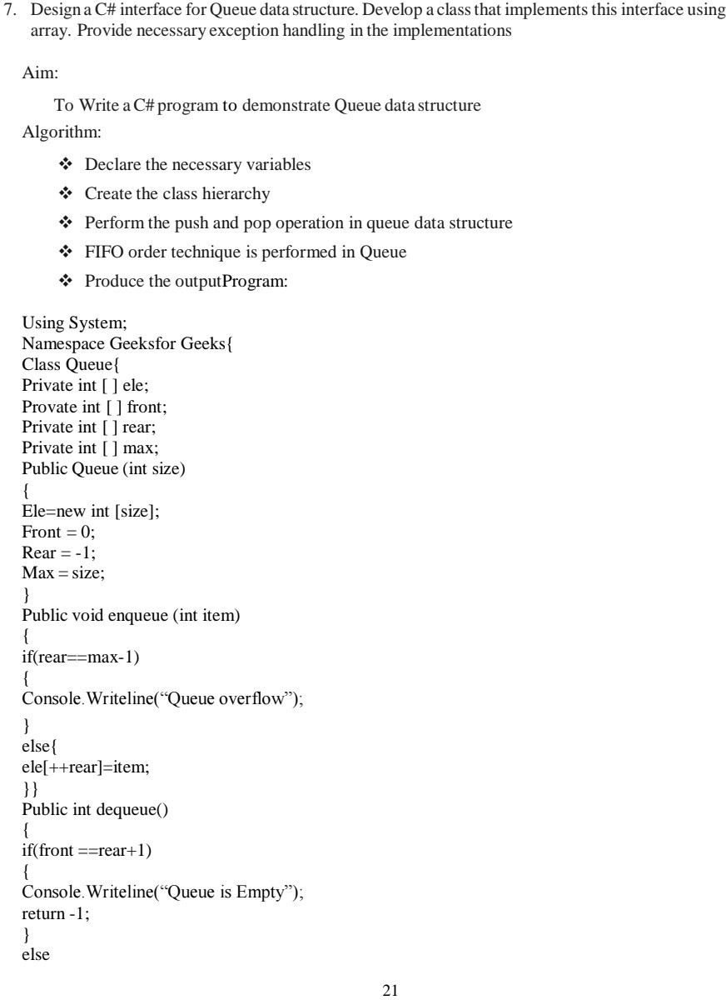 7. Design a C# interface for Queue data structure. Develop a class that implements this interface using
array. Provide necessary exception handling in the implementations
Aim:
To Write a C# program to demonstrate Queue data structure
Algorithm:
❖ Declare the necessary variables
❖ Create the class hierarchy
❖ Perform the push and pop operation in queue data structure
❖ FIFO order technique is performed in Queue
❖ Produce the outputProgram:
Using System;
Namespace Geeksfor Geeks{
Class Queue{
Private int [ ] ele;
Provate int [ ] front;
Private int [ ] rear;
Private int [ ] max;
Public Queue (int size)
{
Ele=new int [size];
Front = 0;
Rear = -1;
Max = size;
}
Public void enqueue (int item)
{
if(rear==max-1)
{
Console.Writeline(“Queue overflow”);
}
else{
ele[++rear]=item;
}}
Public int dequeue()
{
if(front ==rear+1)
{
Console.Writeline(“Queue is Empty”);
return -1;
}
else
21